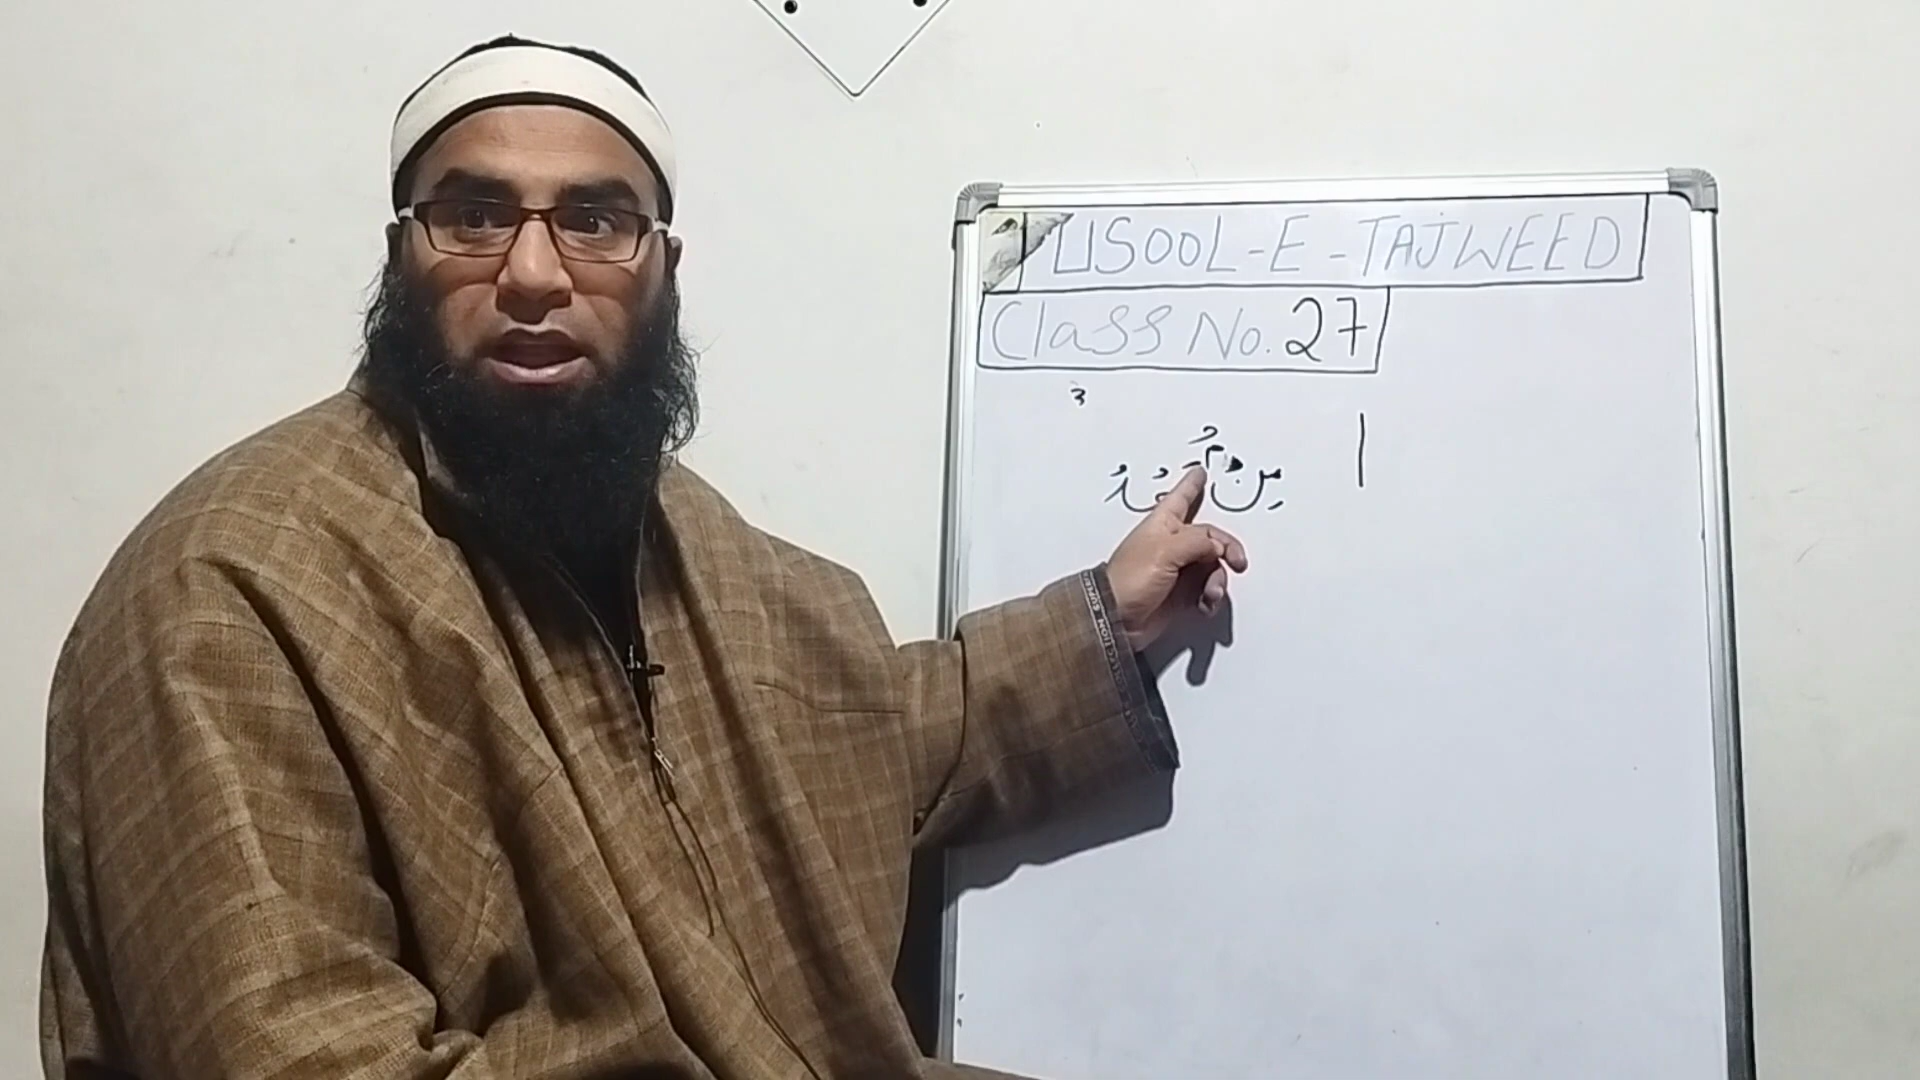 USOOL-E-TAJWEED
Class No. 27
مِنْ